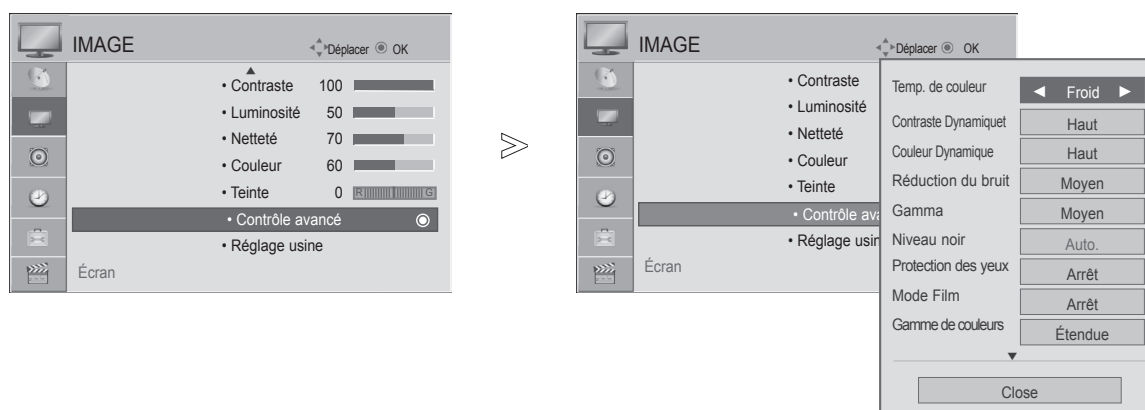 IMAGE
Déplacer OK
• Contraste 100
• Luminosité 50
• Netteté 70
• Couleur 60
• Teinte 0 R G
• Contrôle avancé
• Réglage usine
Écran
IMAGE
Déplacer OK
• Contraste
• Luminosité
• Netteté
• Couleur
• Teinte
• Contrôle ava
• Réglage usin
Écran
Temp. de couleur Froid
Contraste Dynamiquet Haut
Couleur Dynamique Haut
Réduction du bruit Moyen
Gamma Moyen
Niveau noir Auto.
Protection des yeux Arrêt
Mode Film Arrêt
Gamme de couleurs Étendue
Close